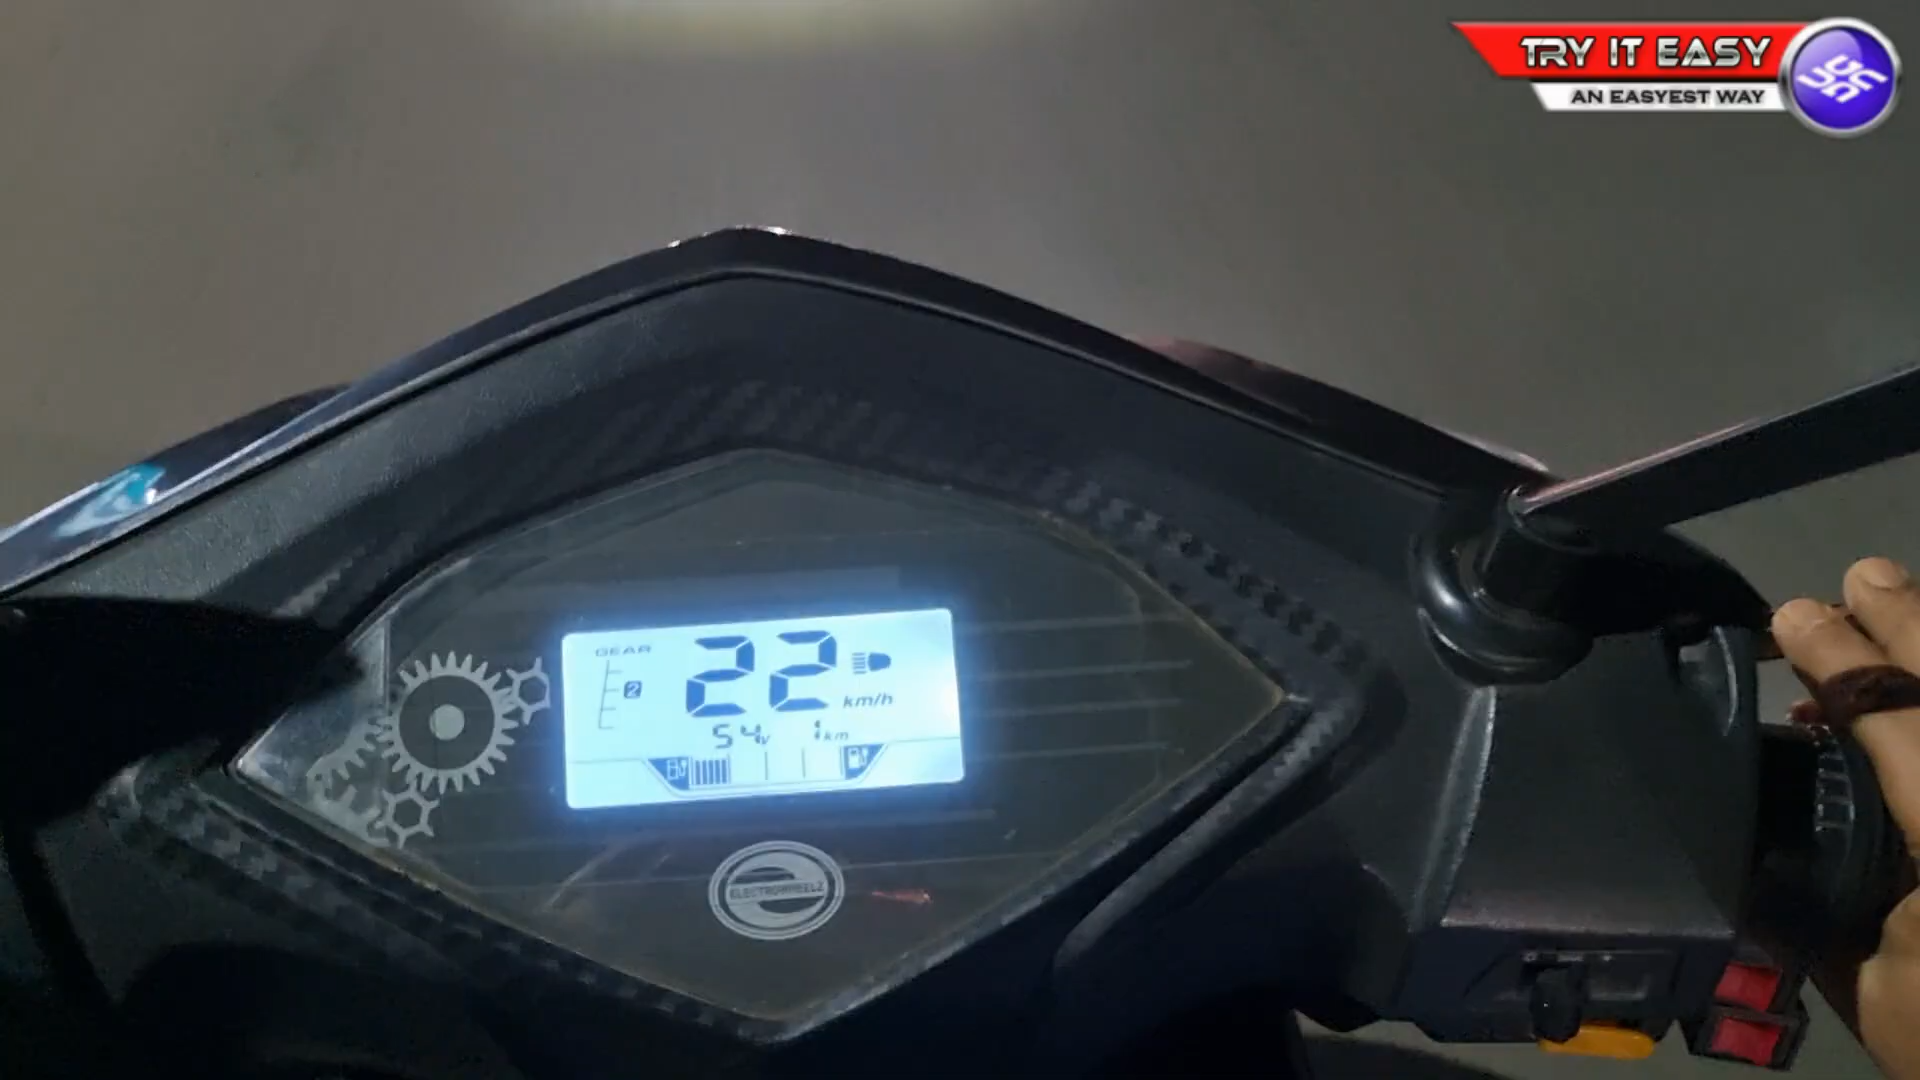 TRY IT EASY
AN EASYEST WAY
GEAR
2
22
km/h
54v 1km
ELECTROWHEELZ